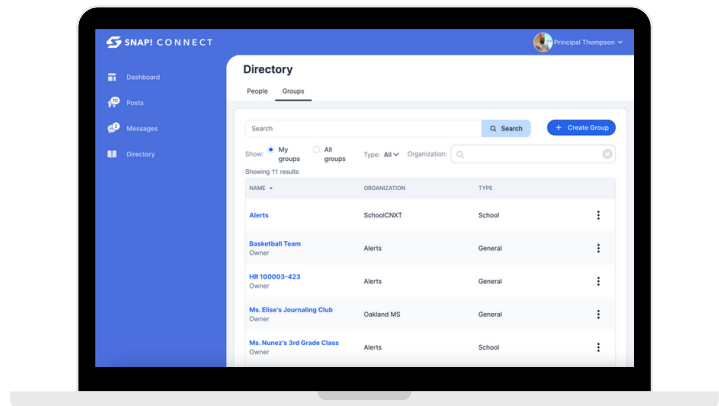 SNAP! CONNECT
Principal Thompson
Dashboard
10
Posts
2
Messages
Directory
Directory
People Groups
Search Search + Create Group
Show: My groups All groups Type: All Organization:
Showing 11 results
NAME ORGANIZATION TYPE
Alerts SchoolCNXT School
Basketball Team
Owner Alerts General
HR 100003-423
Owner Alerts General
Ms. Elise's Journaling Club
Owner Oakland MS General
Ms. Nunez's 3rd Grade Class
Owner Alerts School